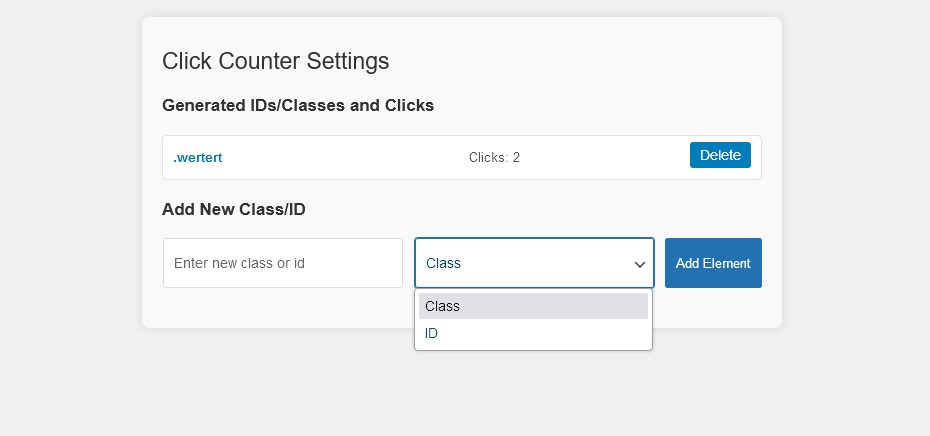 Click Counter Settings
Generated IDs/Classes and Clicks
.wertert Clicks: 2 Delete
Add New Class/ID
Enter new class or id Class Add Element
Class
ID